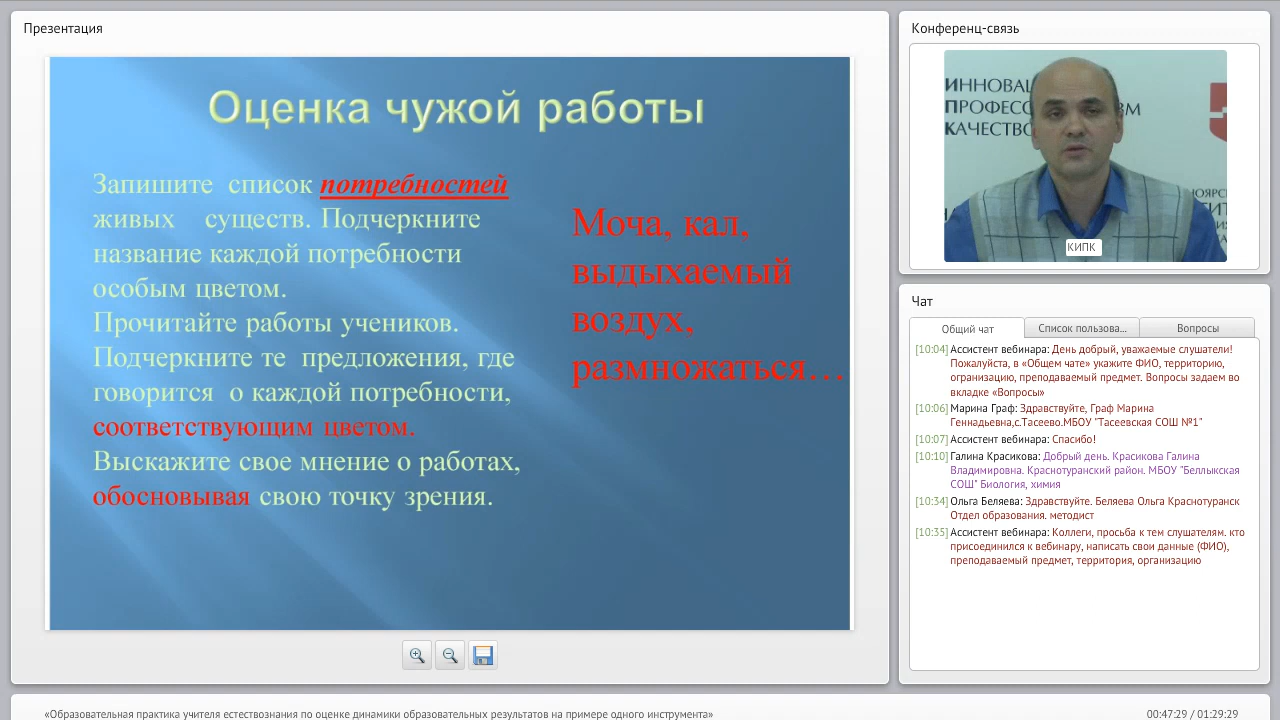 Презентация
Оценка чужой работы
Запишите список потребностей
живых существ. Подчеркните
название каждой потребности
особым цветом.
Прочитайте работы учеников.
Подчеркните те предложения, где
говорится о каждой потребности,
соответствующим цветом.
Выскажите свое мнение о работах,
обосновывая свою точку зрения.
Моча, кал,
выдыхаемый
воздух,
размножаться…
Конференц-связь
ИННОВАЦ
ПРОФЕССО ИЗМ
КАЧЕСТВО
КИПК
Чат
Общий чат
Список пользова...
Вопросы
[10:04] Ассистент вебинара: День добрый, уважаемые слушатели!
Пожалуйста, в «Общем чате» укажите ФИО, территорию,
организацию, преподаваемый предмет. Вопросы задаем во
вкладке «Вопросы»
[10:06] Марина Граф: Здравствуйте, Граф Марина
Геннадьевна,с.Тасеево.МБОУ "Тасеевская СОШ №1"
[10:07] Ассистент вебинара: Спасибо!
[10:10] Галина Красикова: Добрый день. Красикова Галина
Владимировна. Краснотуранский район. МБОУ "Беллыкская
СОШ" Биология, химия
[10:34] Ольга Беляева: Здравствуйте. Беляева Ольга Краснотуранск
Отдел образования. методист
[10:35] Ассистент вебинара: Коллеги, просьба к тем слушателям. кто
присоединился к вебинару, написать свои данные (ФИО),
преподаваемый предмет, территория, организацию
«Образовательная практика учителя естествознания по оценке динамики образовательных результатов на примере одного инструмента»
00:47:29 / 01:29:29